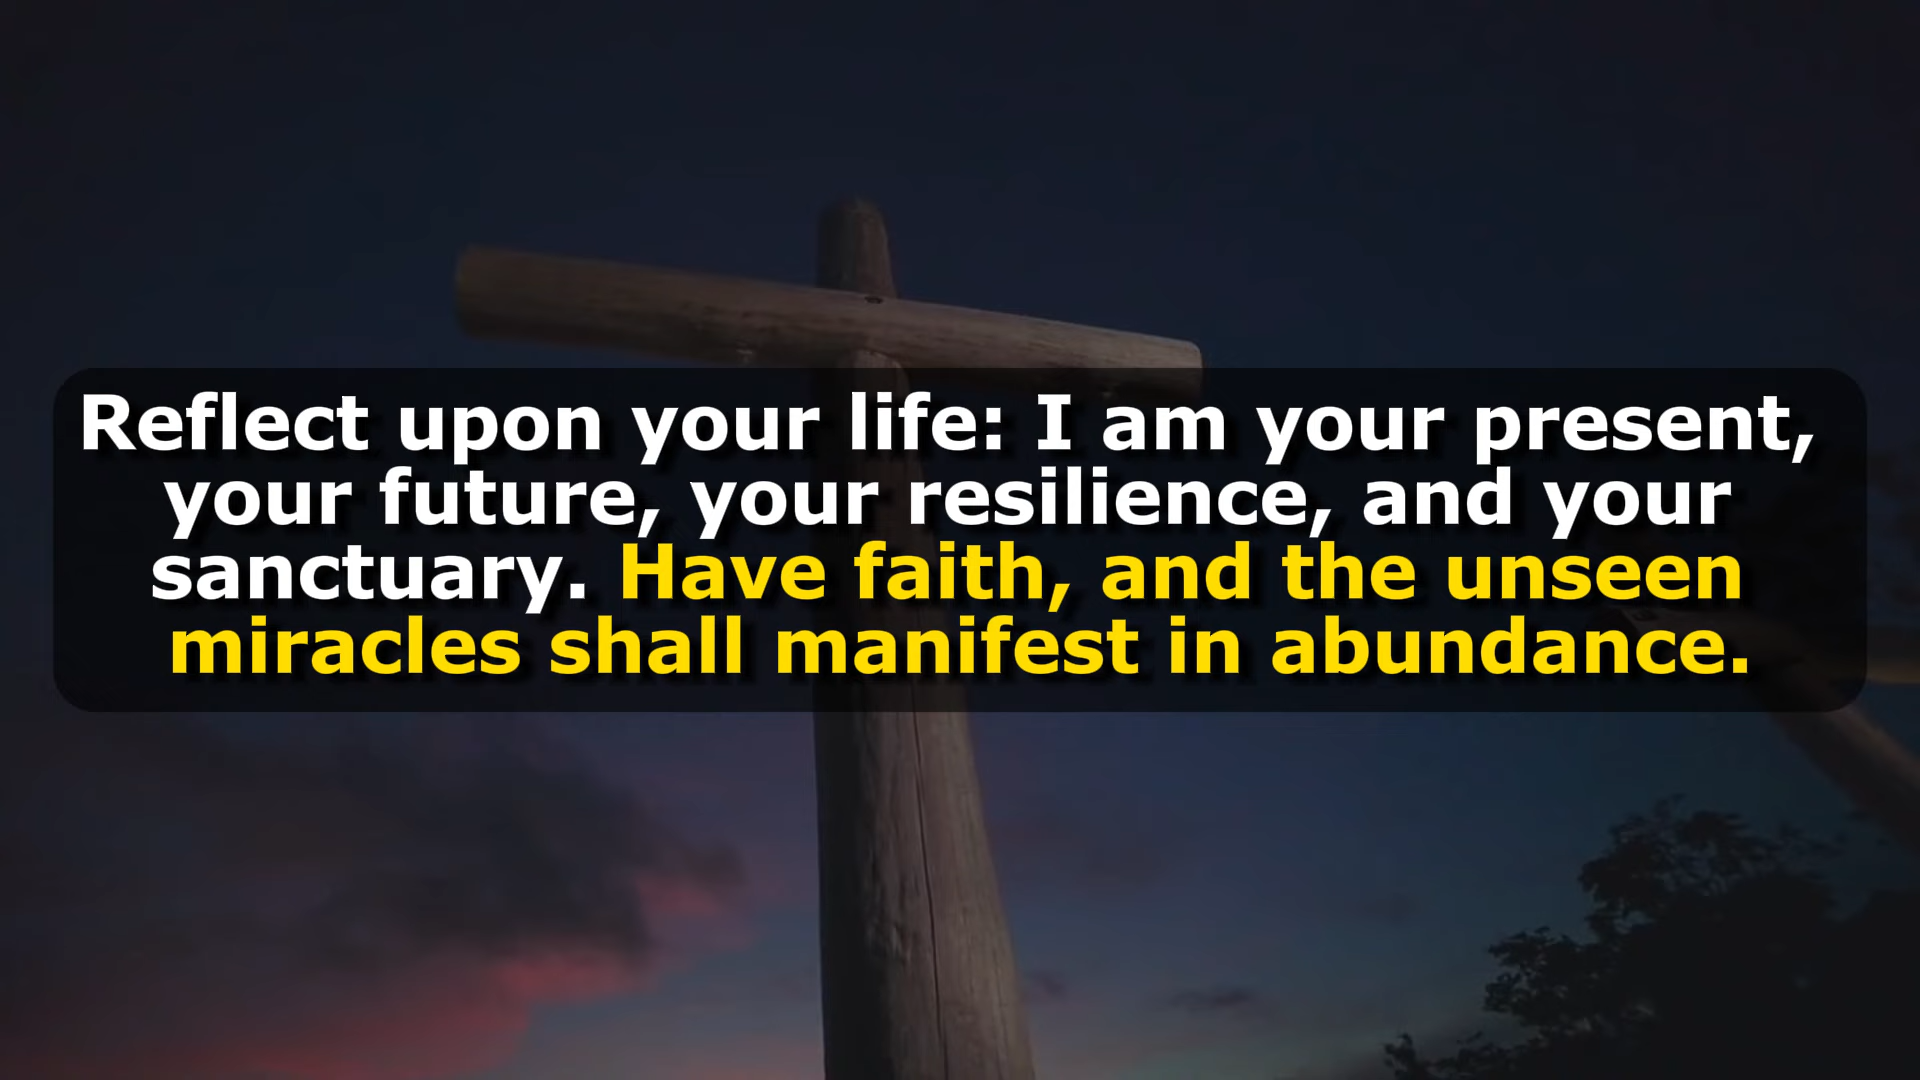 Reflect upon your life: I am your present,
your future, your resilience, and your
sanctuary. Have faith, and the unseen
miracles shall manifest in abundance.